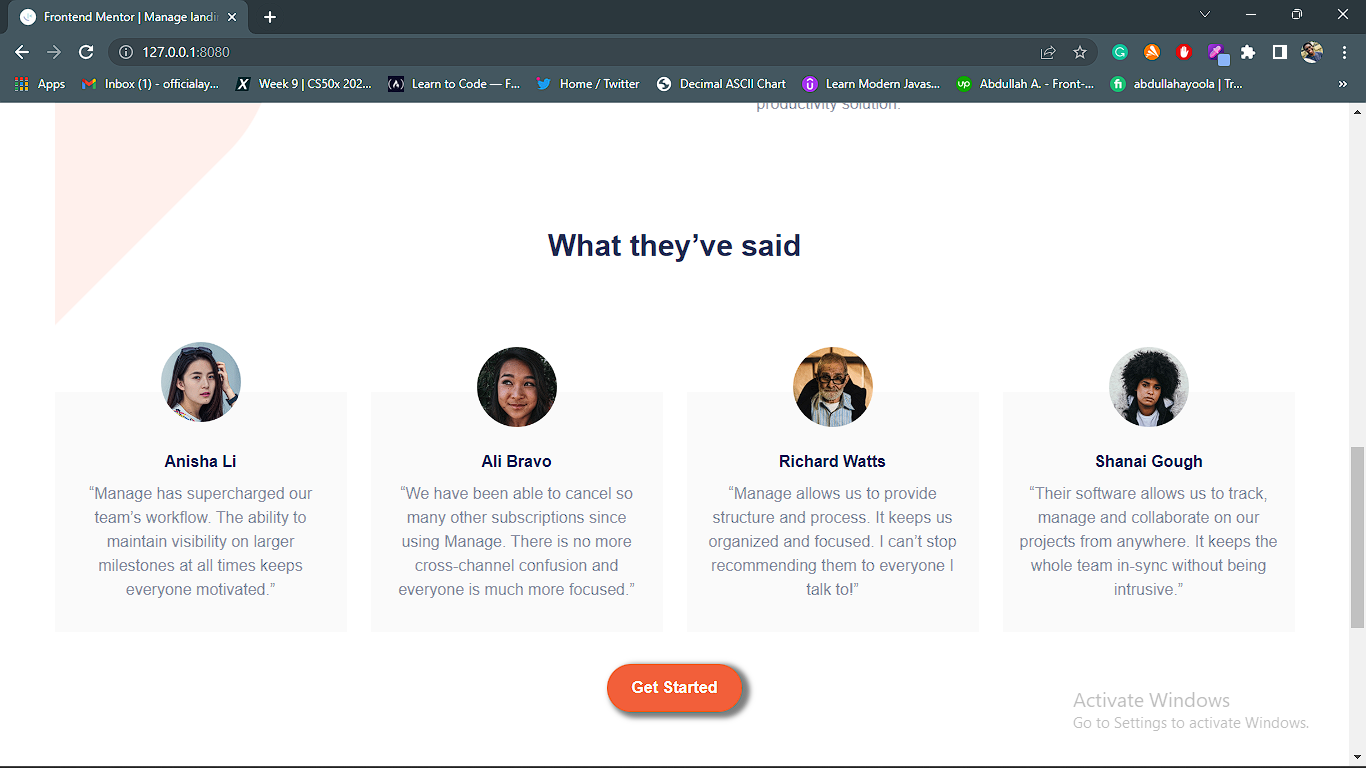 Frontend Mentor | Manage landi
127.0.0.1:8080
Apps
Inbox (1) - officialay...
Week 9 | CS50x 202...
Learn to Code — F...
Home / Twitter
Decimal ASCII Chart
Learn Modern Javas...
Abdullah A. - Front-...
abdullahayoola | Tr...
productivity solution.
What they’ve said
Anisha Li
“Manage has supercharged our
team’s workflow. The ability to
maintain visibility on larger
milestones at all times keeps
everyone motivated.”
Ali Bravo
“We have been able to cancel so
many other subscriptions since
using Manage. There is no more
cross-channel confusion and
everyone is much more focused.”
Richard Watts
“Manage allows us to provide
structure and process. It keeps us
organized and focused. I can’t stop
recommending them to everyone I
talk to!”
Shanai Gough
“Their software allows us to track,
manage and collaborate on our
projects from anywhere. It keeps the
whole team in-sync without being
intrusive.”
Get Started
Activate Windows
Go to Settings to activate Windows.